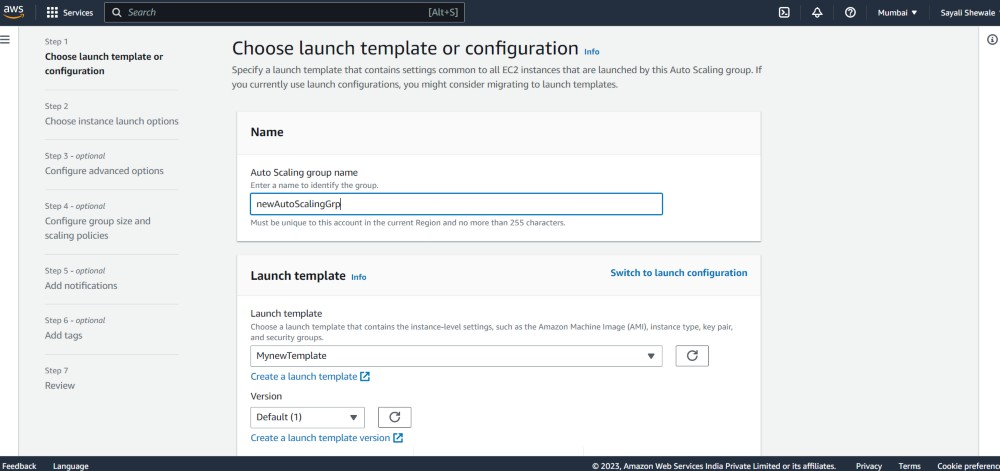 aws
Services
Search [Alt+S]
Mumbai
Sayali Shewale
Step 1
Choose launch template or
configuration
Step 2
Choose instance launch options
Step 3 - optional
Configure advanced options
Step 4 - optional
Configure group size and
scaling policies
Step 5 - optional
Add notifications
Step 6 - optional
Add tags
Step 7
Review
Choose launch template or configuration Info
Specify a launch template that contains settings common to all EC2 instances that are launched by this Auto Scaling group. If
you currently use launch configurations, you might consider migrating to launch templates.
Name
Auto Scaling group name
Enter a name to identify the group.
newAutoScalingGrp
Must be unique to this account in the current Region and no more than 255 characters.
Launch template Info
Switch to launch configuration
Launch template
Choose a launch template that contains the instance-level settings, such as the Amazon Machine Image (AMI), instance type, key pair,
and security groups.
MynewTemplate
Create a launch template
Version
Default (1)
Create a launch template version
Feedback Language
© 2023, Amazon Web Services India Private Limited or its affiliates. Privacy Terms Cookie preferenc